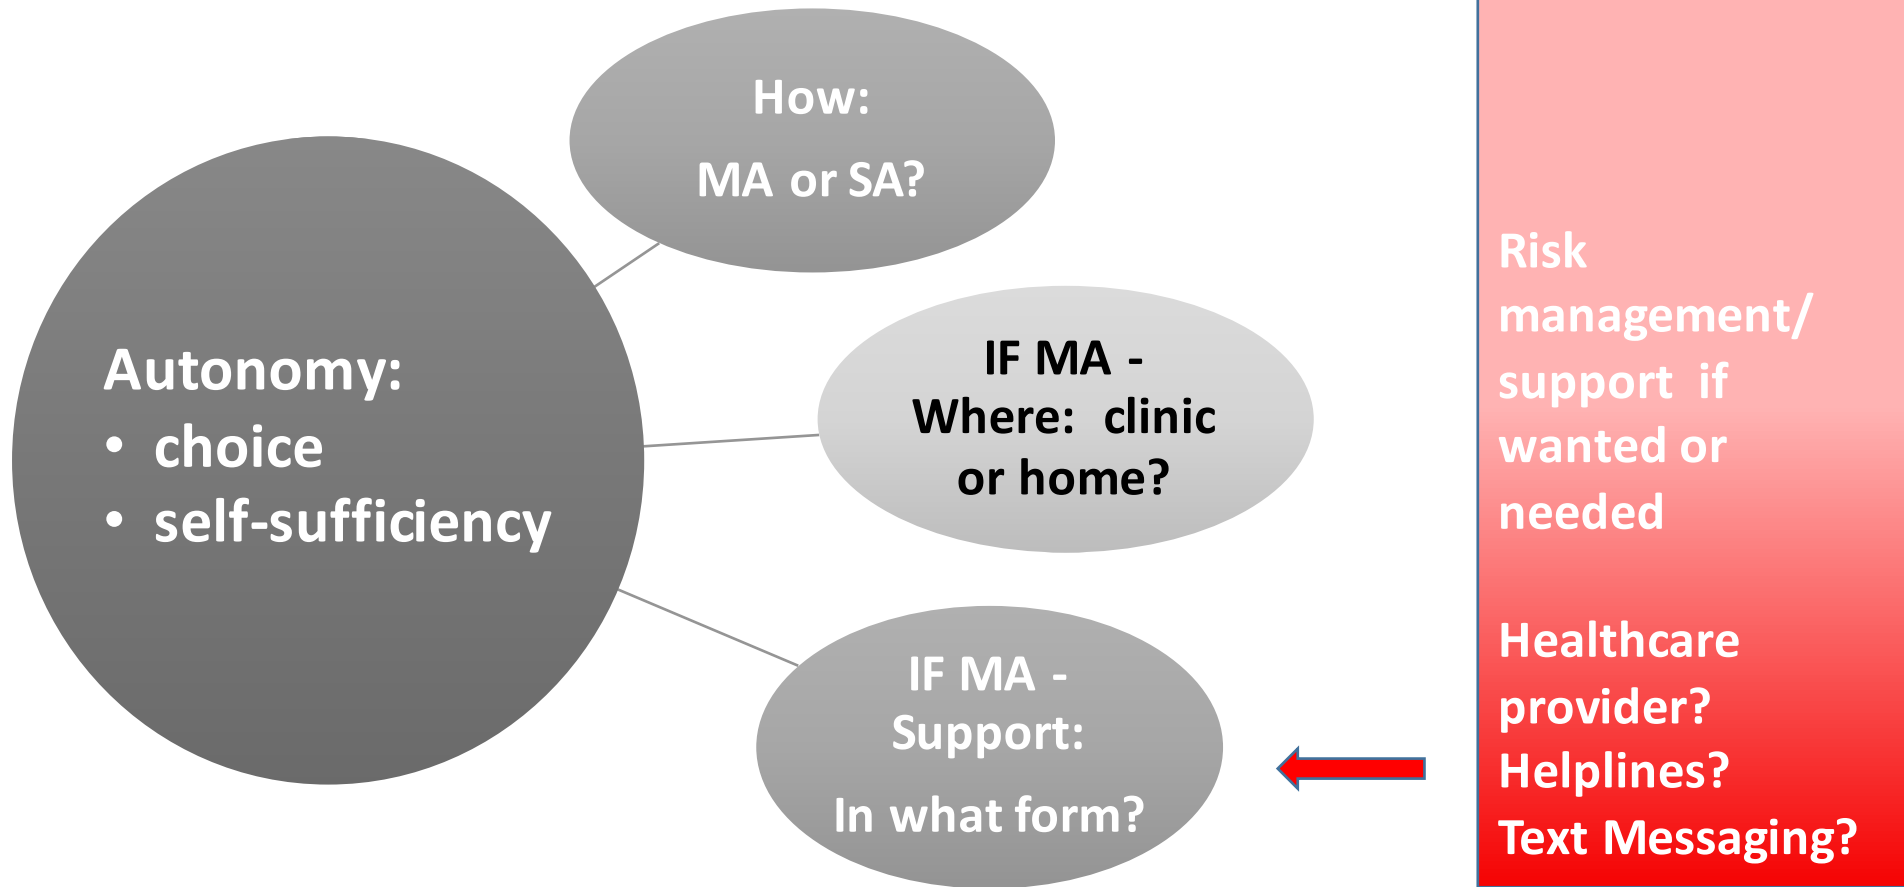 Autonomy:
• choice
• self-sufficiency
How:
MA or SA?
IF MA -
Where: clinic
or home?
IF MA -
Support:
In what form?
Risk
management/
support if
wanted or
needed
Healthcare
provider?
Helplines?
Text Messaging?